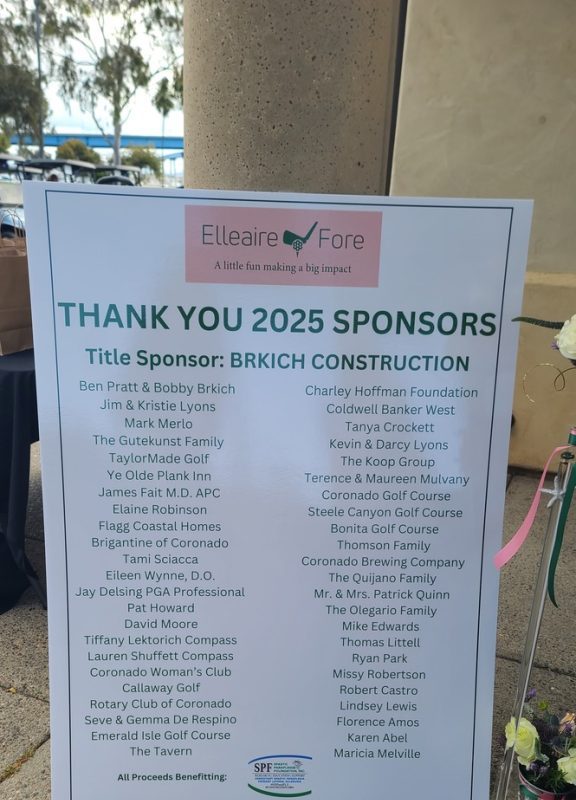 Elleaire Fore
A little fun making a big impact
THANK YOU 2025 SPONSORS
Title Sponsor: BRKICH CONSTRUCTION
Ben Pratt & Bobby Brkich
Jim & Kristie Lyons
Mark Merlo
The Gutekunst Family
TaylorMade Golf
Ye Olde Plank Inn
James Fait M.D. APC
Elaine Robinson
Flagg Coastal Homes
Brigantine of Coronado
Tami Sciacca
Eileen Wynne, D.O.
Jay Delsing PGA Professional
Pat Howard
David Moore
Tiffany Lektorich Compass
Lauren Shuffett Compass
Coronado Woman's Club
Callaway Golf
Rotary Club of Coronado
Seve & Gemma De Respino
Emerald Isle Golf Course
The Tavern
Charley Hoffman Foundation
Coldwell Banker West
Tanya Crockett
Kevin & Darcy Lyons
The Koop Group
Terence & Maureen Mulvany
Coronado Golf Course
Steele Canyon Golf Course
Bonita Golf Course
Thomson Family
Coronado Brewing Company
The Quijano Family
Mr. & Mrs. Patrick Quinn
The Olegario Family
Mike Edwards
Thomas Littell
Ryan Park
Missy Robertson
Robert Castro
Lindsey Lewis
Florence Amos
Karen Abel
Maricia Melville
All Proceeds Benefitting:
SPF SPASTIC
PARAPLEGIA
FOUNDATION, INC.